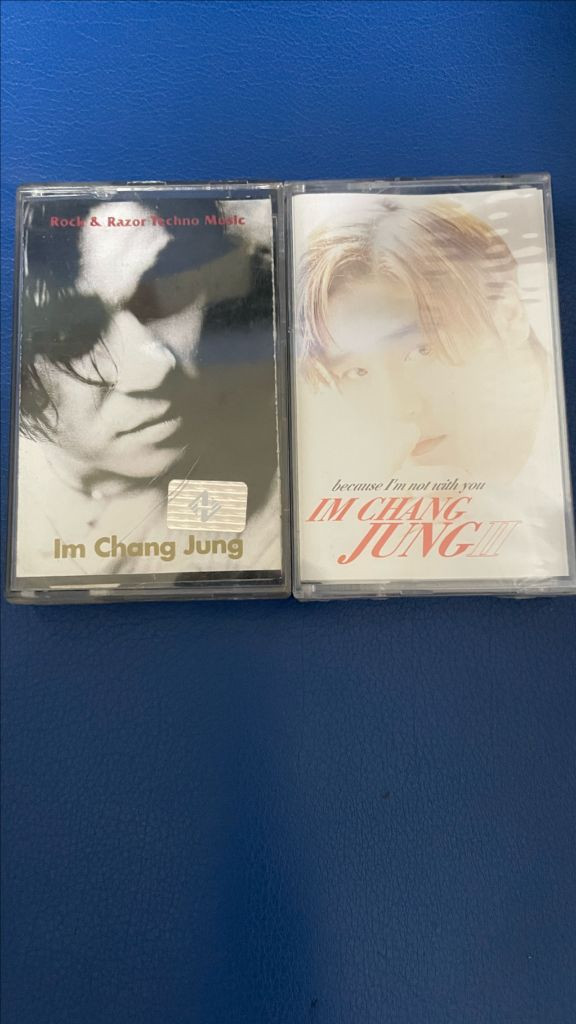 Rock & Razor Techno Music
Im Chang Jung
because I'm not with you
IM CHANG
JUNG III